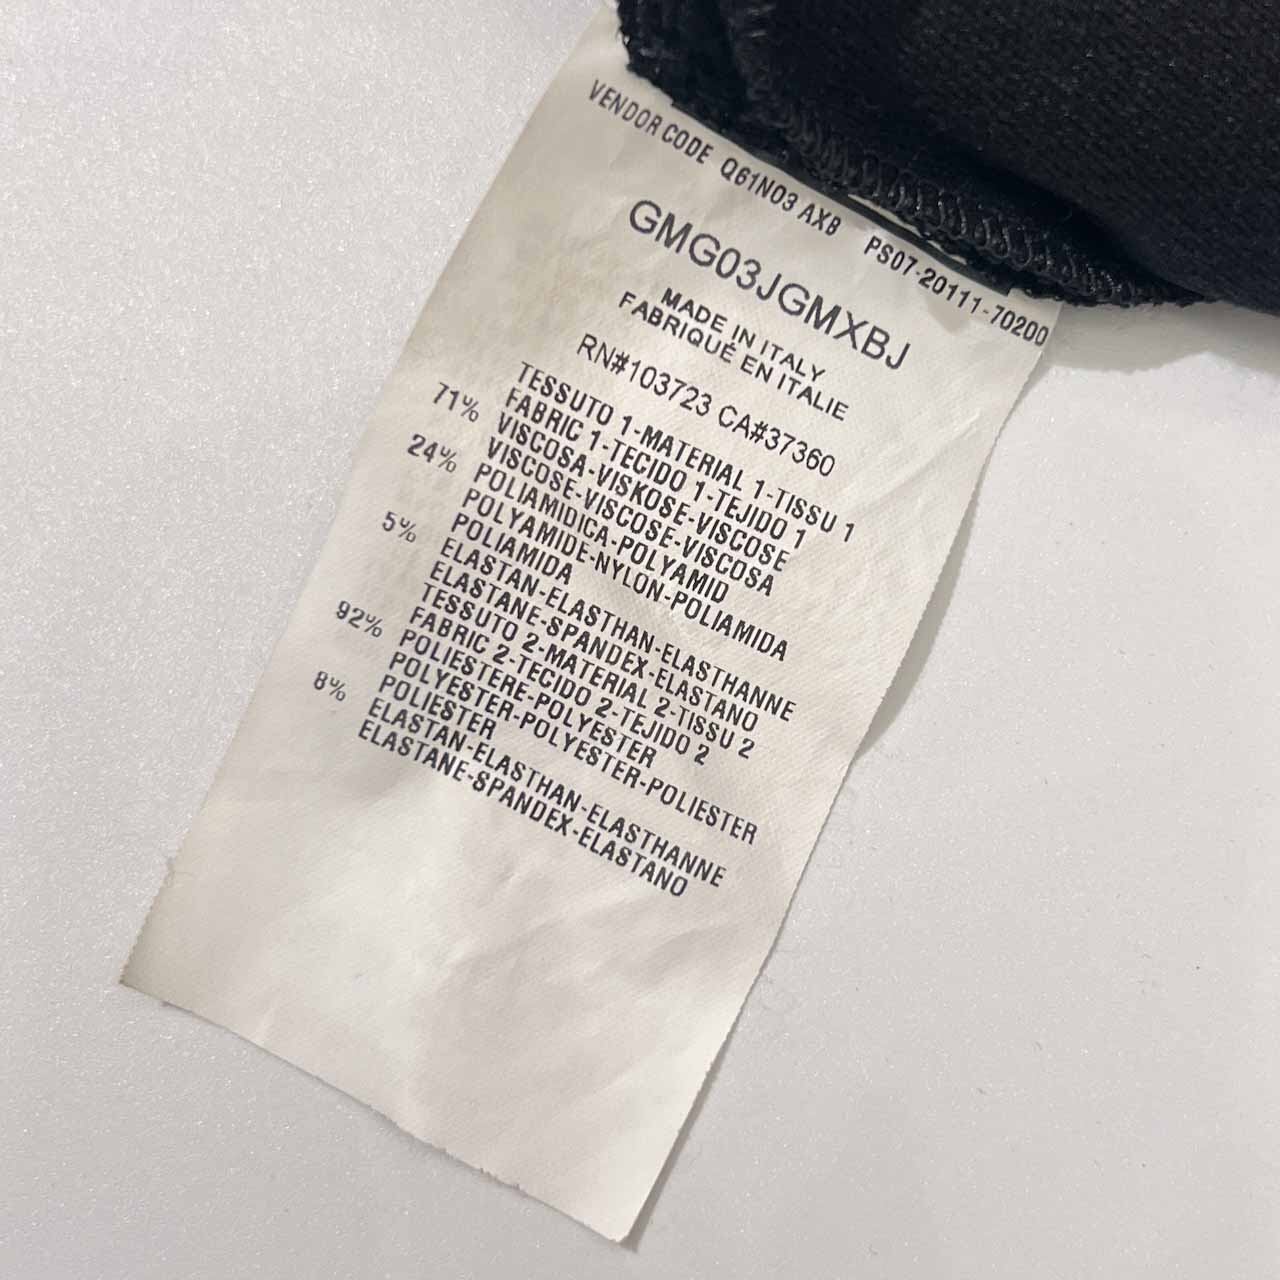 VENDOR CODE Q61N03 AXB PS07-20111-70200
GMG03JGMXBJ
MADE IN ITALY
FABRIQUÉ EN ITALIE
RN#103723 CA#37360
TESSUTO 1-MATERIAL 1-TISSU 1
FABRIC 1-TECIDO 1-TEJIDO 1
71% VISCOSA-VISKOSE-VISCOSE
VISCOSE-VISCOSE-VISCOSA
24% POLIAMIDICA-POLYAMID
POLYAMIDE-NYLON-POLIAMIDA
POLIAMIDA
5% ELASTAN-ELASTHAN-ELASTHANNE
ELASTANE-SPANDEX-ELASTANO
TESSUTO 2-MATERIAL 2-TISSU 2
FABRIC 2-TECIDO 2-TEJIDO 2
92% POLIESTERE-POLYESTER
POLYESTER-POLYESTER-POLIESTER
POLIESTER
8% ELASTAN-ELASTHAN-ELASTHANNE
ELASTANE-SPANDEX-ELASTANO